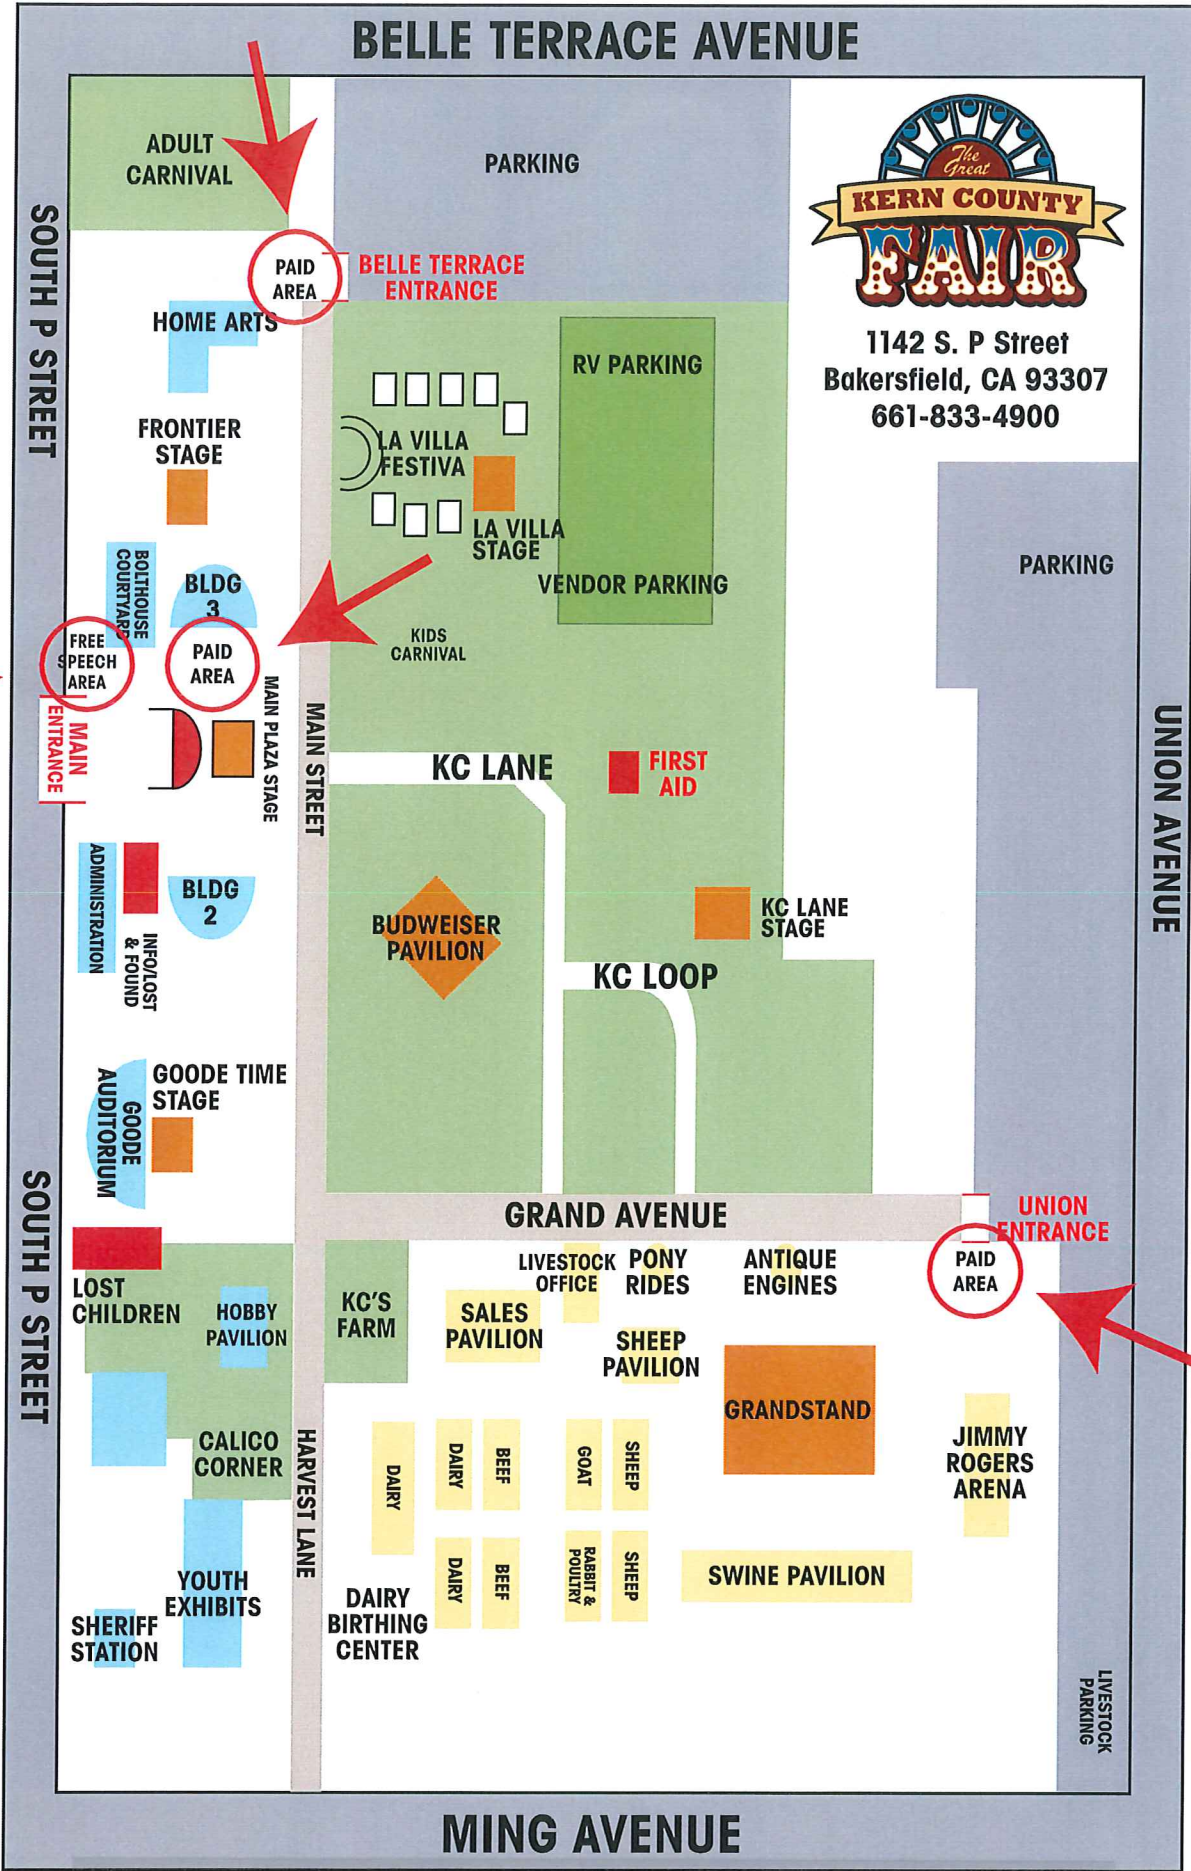 BELLE TERRACE AVENUE
ADULT
CARNIVAL
PARKING
The
Great
KERN COUNTY
FAIR
1142 S. P Street
Bakersfield, CA 93307
661-833-4900
SOUTH P STREET
PAID
AREA
BELLE TERRACE
ENTRANCE
HOME ARTS
RV PARKING
FRONTIER
STAGE
LA VILLA
FESTIVA
LA VILLA
STAGE
VENDOR PARKING
PARKING
BOLTHOUSE
COURTYARD
BLDG
3
KIDS
CARNIVAL
FREE
SPEECH
AREA
PAID
AREA
MAIN
ENTRANCE
MAIN PLAZA STAGE
MAIN STREET
KC LANE
FIRST
AID
UNION AVENUE
ADMINISTRATION
INFO/LOST
& FOUND
BLDG
2
BUDWEISER
PAVILION
KC LANE
STAGE
KC LOOP
GOODE
AUDITORIUM
GOODE TIME
STAGE
SOUTH P STREET
GRAND AVENUE
UNION
ENTRANCE
PAID
AREA
LOST
CHILDREN
HOBBY
PAVILION
KC'S
FARM
LIVESTOCK
OFFICE
PONY
RIDES
ANTIQUE
ENGINES
SALES
PAVILION
SHEEP
PAVILION
GRANDSTAND
CALICO
CORNER
HARVEST LANE
DAIRY
DAIRY
BEEF
GOAT
SHEEP
JIMMY
ROGERS
ARENA
DAIRY
BEEF
RABBIT &
POULTRY
SHEEP
SWINE PAVILION
YOUTH
EXHIBITS
SHERIFF
STATION
DAIRY
BIRTHING
CENTER
LIVESTOCK
PARKING
MING AVENUE